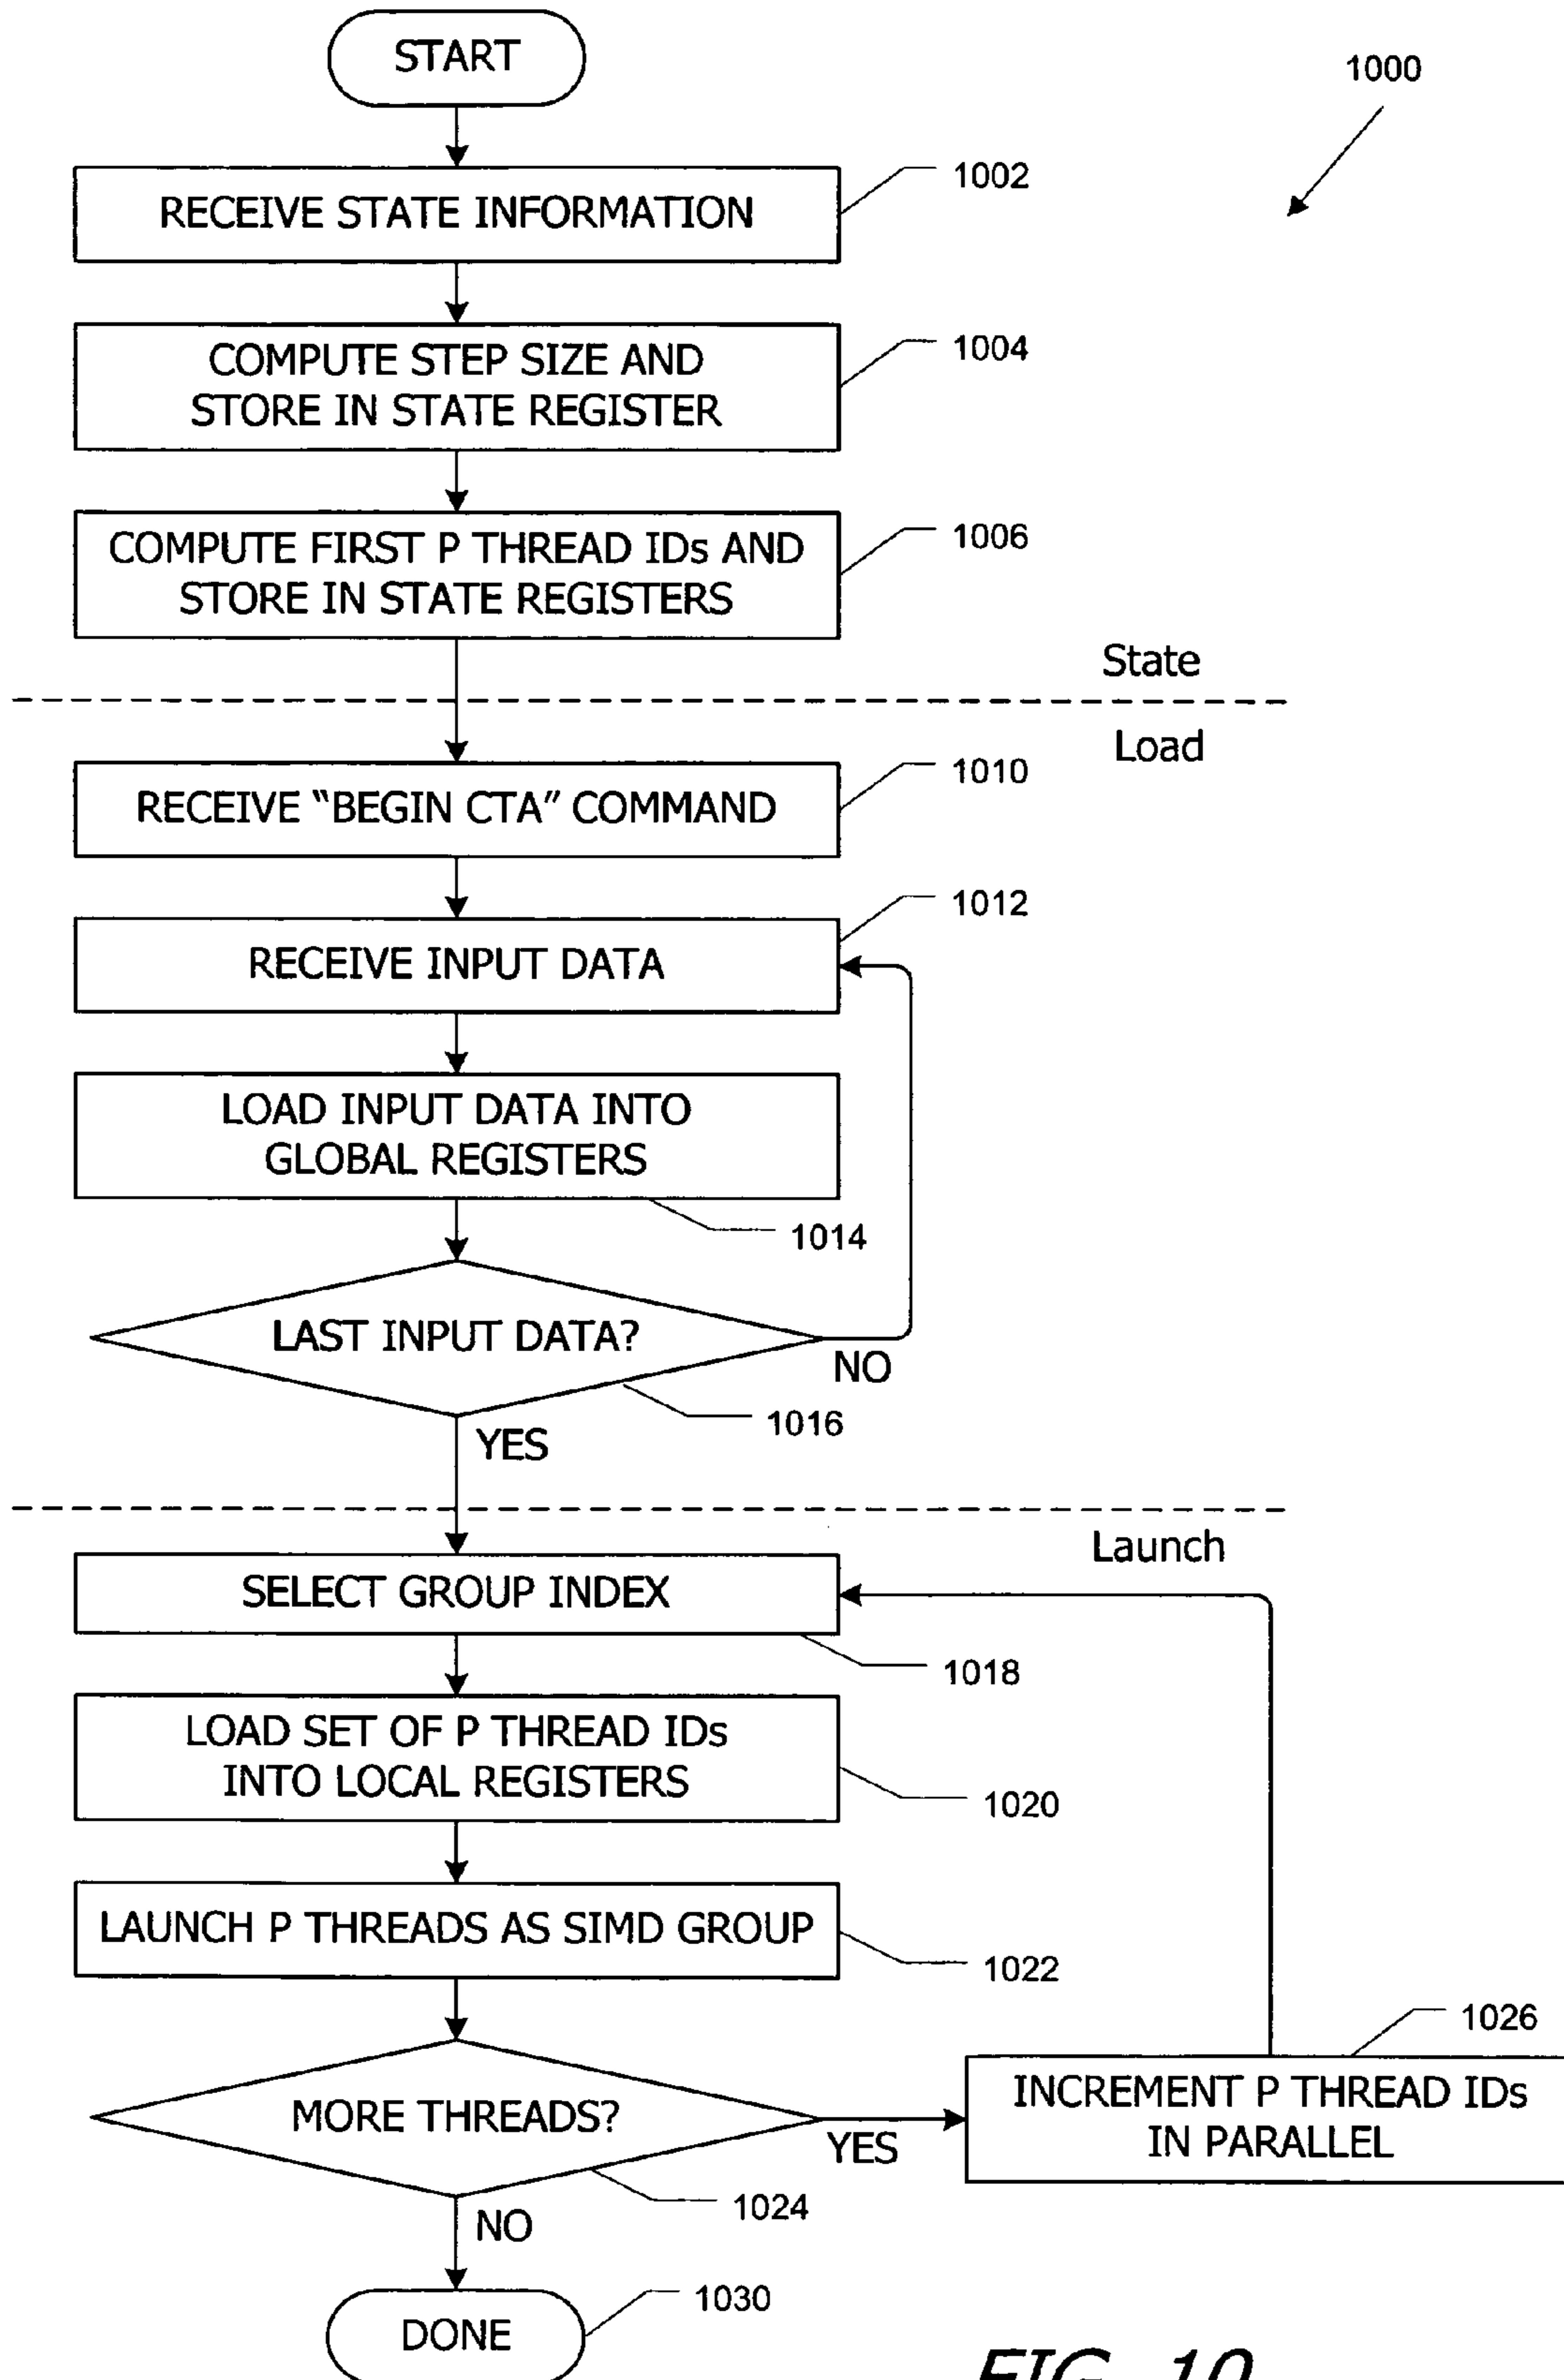 START
1000
1002
RECEIVE STATE INFORMATION
1004
COMPUTE STEP SIZE AND
STORE IN STATE REGISTER
1006
COMPUTE FIRST P THREAD IDs AND
STORE IN STATE REGISTERS
State
Load
1010
RECEIVE “BEGIN CTA” COMMAND
1012
RECEIVE INPUT DATA
LOAD INPUT DATA INTO
GLOBAL REGISTERS
1014
LAST INPUT DATA?
NO
1016
YES
Launch
SELECT GROUP INDEX
1018
LOAD SET OF P THREAD IDs
INTO LOCAL REGISTERS
1020
LAUNCH P THREADS AS SIMD GROUP
1022
1026
INCREMENT P THREAD IDs
IN PARALLEL
MORE THREADS?
YES
1024
NO
1030
DONE
FIG. 10